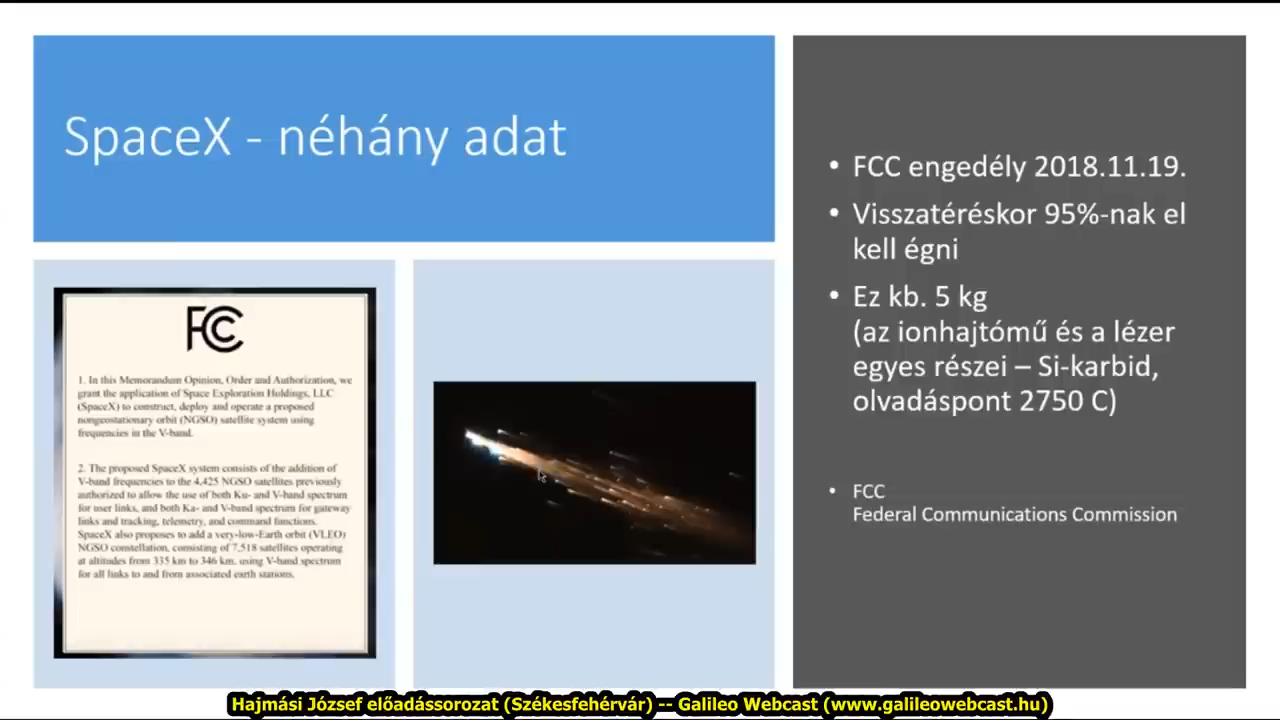 SpaceX - néhány adat
FCC
1. In this Memorandum Opinion, Order and Authorization, we
grant the application of Space Exploration Holdings, LLC
(SpaceX) to construct, deploy and operate a proposed
nongeostationary orbit (NGSO) satellite system using
frequencies in the V-band.
2. The proposed SpaceX system consists of the addition of
V-band frequencies to the 4,425 NGSO satellites previously
authorized to allow the use of both Ku- and V-band spectrum
for user links, and both Ka- and V-band spectrum for gateway
links and tracking, telemetry, and command functions.
SpaceX also proposes to add a very-low-Earth orbit (VLEO)
NGSO constellation, consisting of 7,518 satellites operating
at altitudes from 335 km to 346 km, using V-band spectrum
for all links to and from associated earth stations.
• FCC engedély 2018.11.19.
• Visszatéréskor 95%-nak el
kell égni
• Ez kb. 5 kg
(az ionhajtómű és a lézer
egyes részei – Si-karbid,
olvadáspont 2750 C)
• FCC
Federal Communications Commission
Hajmási József előadássorozat (Székesfehérvár) -- Galileo Webcast (www.galileowebcast.hu)